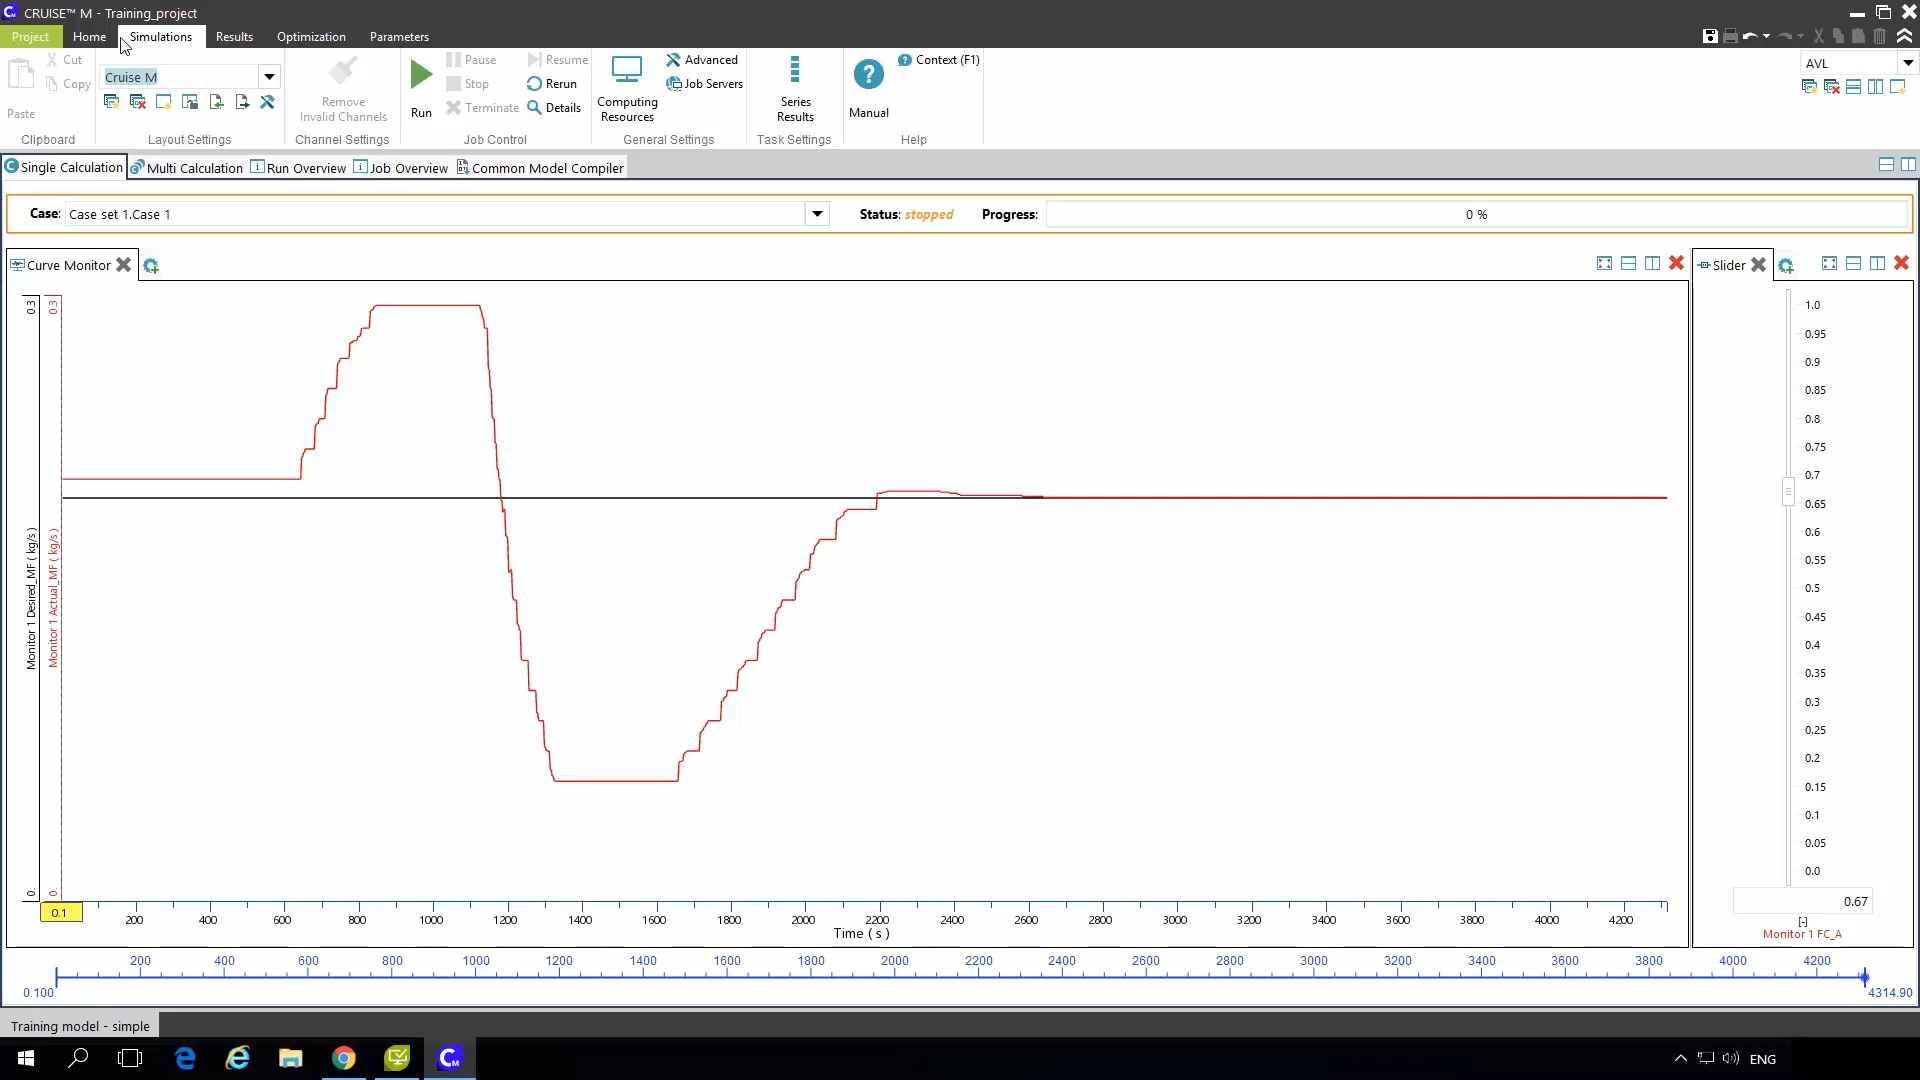 CRUISE™ M - Training_project
Project Home Simulations Results Optimization Parameters
Cut
Copy
Paste
Clipboard
Cruise M
Layout Settings
Remove
Invalid Channels
Channel Settings
Run
Pause
Stop
Terminate
Resume
Rerun
Details
Job Control
Computing
Resources
Advanced
Job Servers
General Settings
Series
Results
Task Settings
Manual
Context (F1)
Help
AVL
Single Calculation Multi Calculation Run Overview Job Overview Common Model Compiler
Case: Case set 1.Case 1 Status: stopped Progress: 0 %
Curve Monitor
Slider
0.3
0.3
Monitor 1 Desired_MF ( kg/s )
Monitor 1 Actual_MF ( kg/s )
0.
0.
0.1
200 400 600 800 1000 1200 1400 1600 1800 2000 2200 2400 2600 2800 3000 3200 3400 3600 3800 4000 4200
Time ( s )
1.0
0.95
0.9
0.85
0.8
0.75
0.7
0.65
0.6
0.55
0.5
0.45
0.4
0.35
0.3
0.25
0.2
0.15
0.1
0.05
0.0
0.67
[-]
Monitor 1 FC_A
200 400 600 800 1000 1200 1400 1600 1800 2000 2200 2400 2600 2800 3000 3200 3400 3600 3800 4000 4200
0.100 4314.90
Training model - simple
ENG